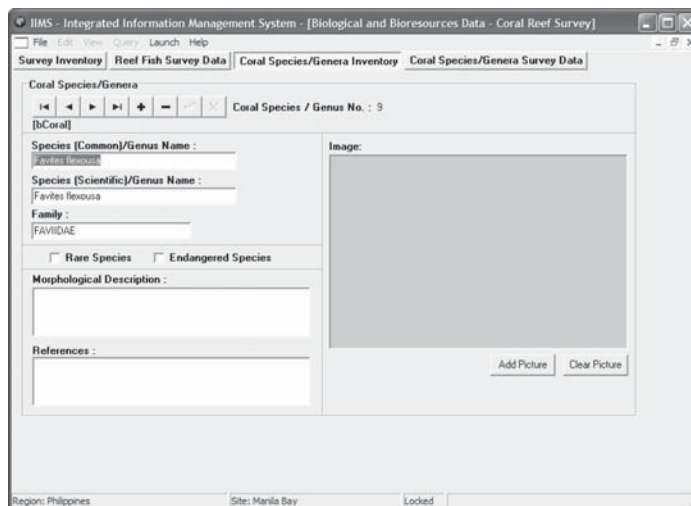 IIMS - Integrated Information Management System - [Biological and Bioresources Data - Coral Reef Survey]
File Edit View Query Launch Help
Survey Inventory Reef Fish Survey Data Coral Species/Genera Inventory Coral Species/Genera Survey Data
Coral Species/Genera
Coral Species / Genus No. : 9
[bCoral]
Species (Common)/Genus Name :
Favites flexousa
Species (Scientific)/Genus Name :
Favites flexousa
Family :
FAVIIDAE
Rare Species Endangered Species
Morphological Description :
References :
Image:
Add Picture Clear Picture
Region: Philippines Site: Manila Bay Locked